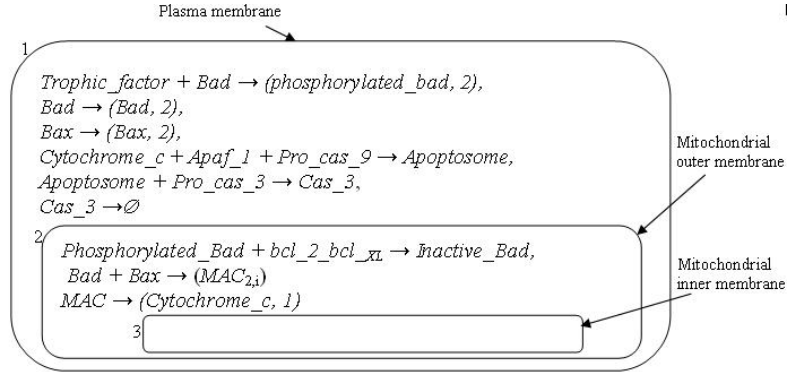 Plasma membrane
1
Trophic_factor + Bad → (phosphorylated_bad, 2),
Bad → (Bad, 2),
Bax → (Bax, 2),
Cytochrome_c + Apaf_1 + Pro_cas_9 → Apoptosome,
Apoptosome + Pro_cas_3 → Cas_3,
Cas_3 →∅
Mitochondrial
outer membrane
2
Phosphorylated_Bad + bcl_2_bcl_XL → Inactive_Bad,
Bad + Bax → (MAC2,i)
MAC → (Cytochrome_c, 1)
Mitochondrial
inner membrane
3